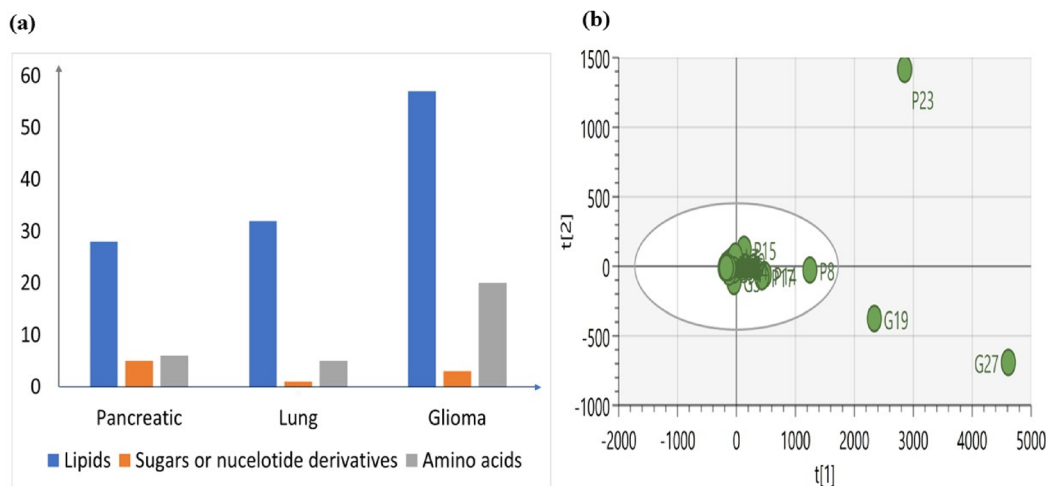 (a)
60
50
40
30
20
10
0
Pancreatic Lung Glioma
Lipids Sugars or nucelotide derivatives Amino acids
(b)
1500
1000
500
0
-500
-1000
t[2]
P23
P15
P8
G19
G27
-2000 -1000 0 1000 2000 3000 4000 5000
t[1]